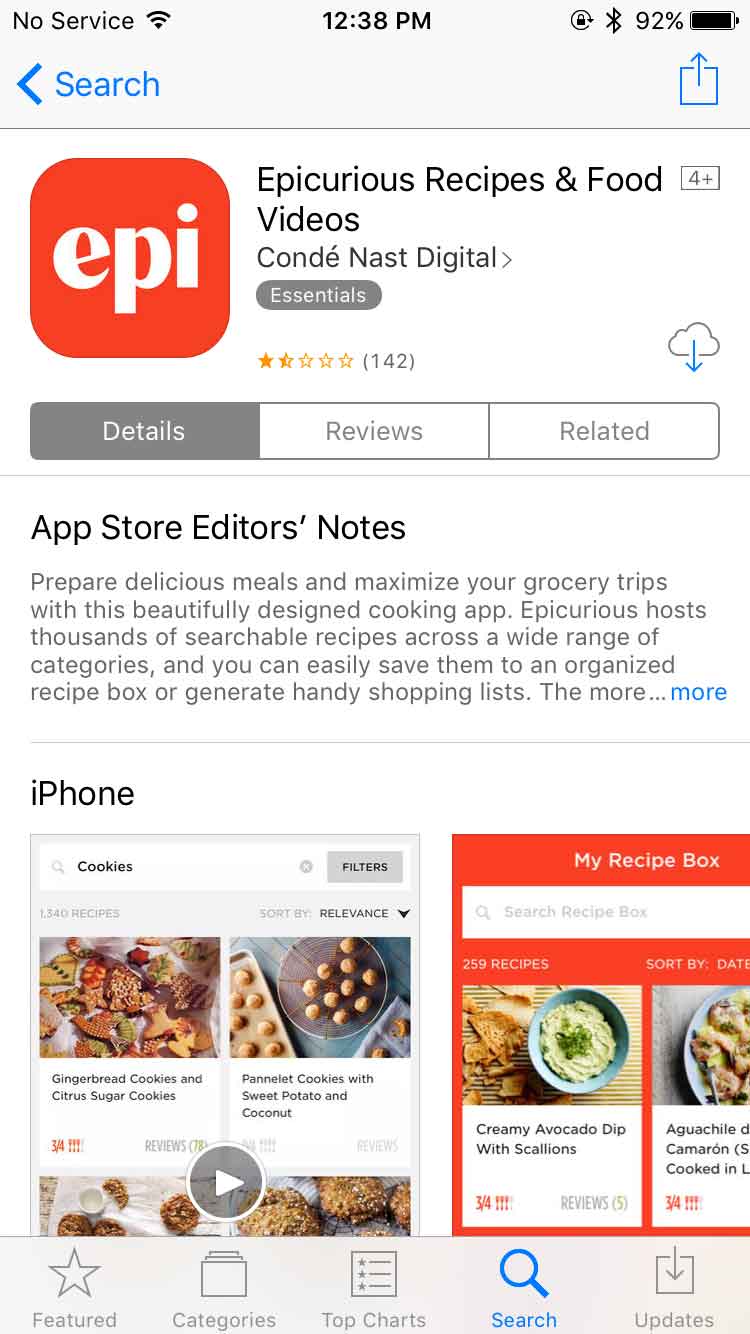 No Service 12:38 PM 92%
Search
epi
Epicurious Recipes & Food 4+
Videos
Condé Nast Digital
Essentials
(142)
Details Reviews Related
App Store Editors’ Notes
Prepare delicious meals and maximize your grocery trips
with this beautifully designed cooking app. Epicurious hosts
thousands of searchable recipes across a wide range of
categories, and you can easily save them to an organized
recipe box or generate handy shopping lists. The more... more
iPhone
Cookies FILTERS
1,340 RECIPES SORT BY: RELEVANCE
Gingerbread Cookies and
Citrus Sugar Cookies
3/4 REVIEWS (78)
Pannelet Cookies with
Sweet Potato and
Coconut
REVIEWS
My Recipe Box
Search Recipe Box
259 RECIPES SORT BY: DATE
Creamy Avocado Dip
With Scallions
3/4 REVIEWS (5)
Aguachile d
Camarón (S
Cooked in L
3/4
Featured Categories Top Charts Search Updates